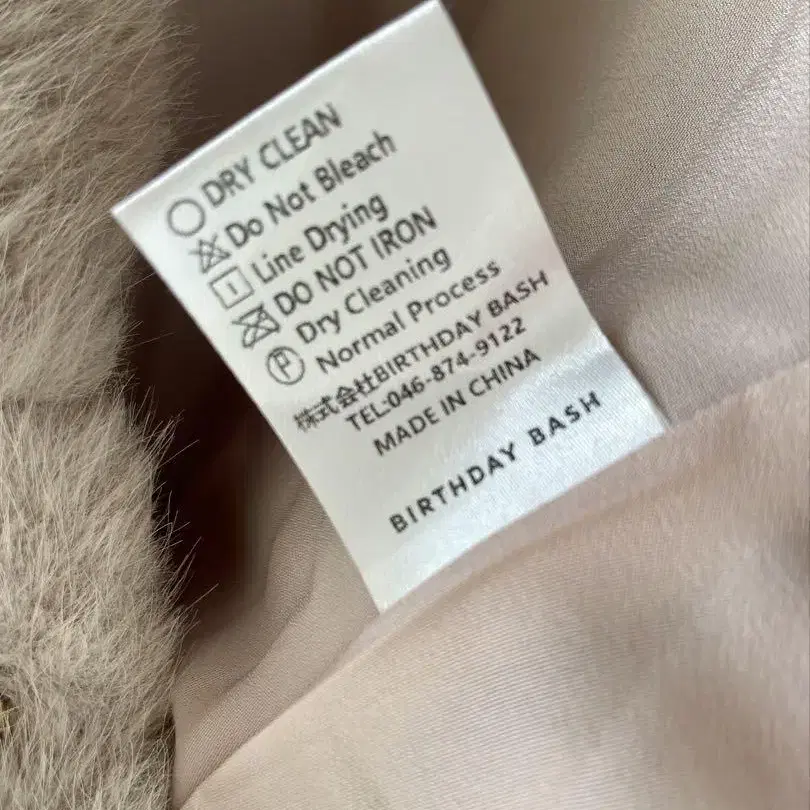 DRY CLEAN
Do Not Bleach
Line Drying
DO NOT IRON
Dry Cleaning
Normal Process
株式会社BIRTHDAY BASH
TEL:046-874-9122
MADE IN CHINA
BIRTHDAY BASH